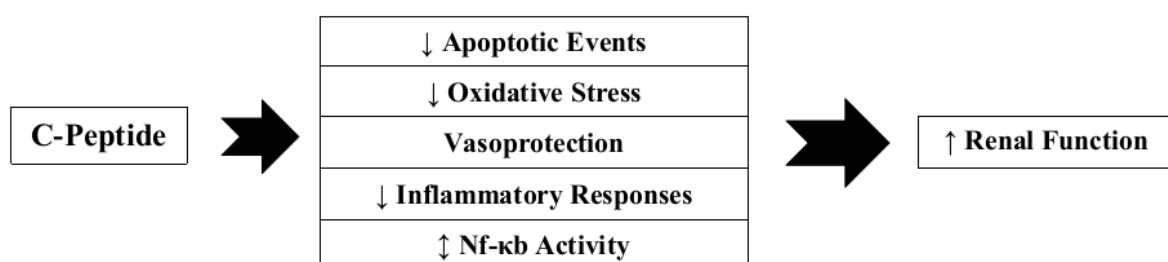 ↓ Apoptotic Events
↓ Oxidative Stress
C-Peptide
Vasoprotection
↑ Renal Function
↓ Inflammatory Responses
↕ Nf-κb Activity